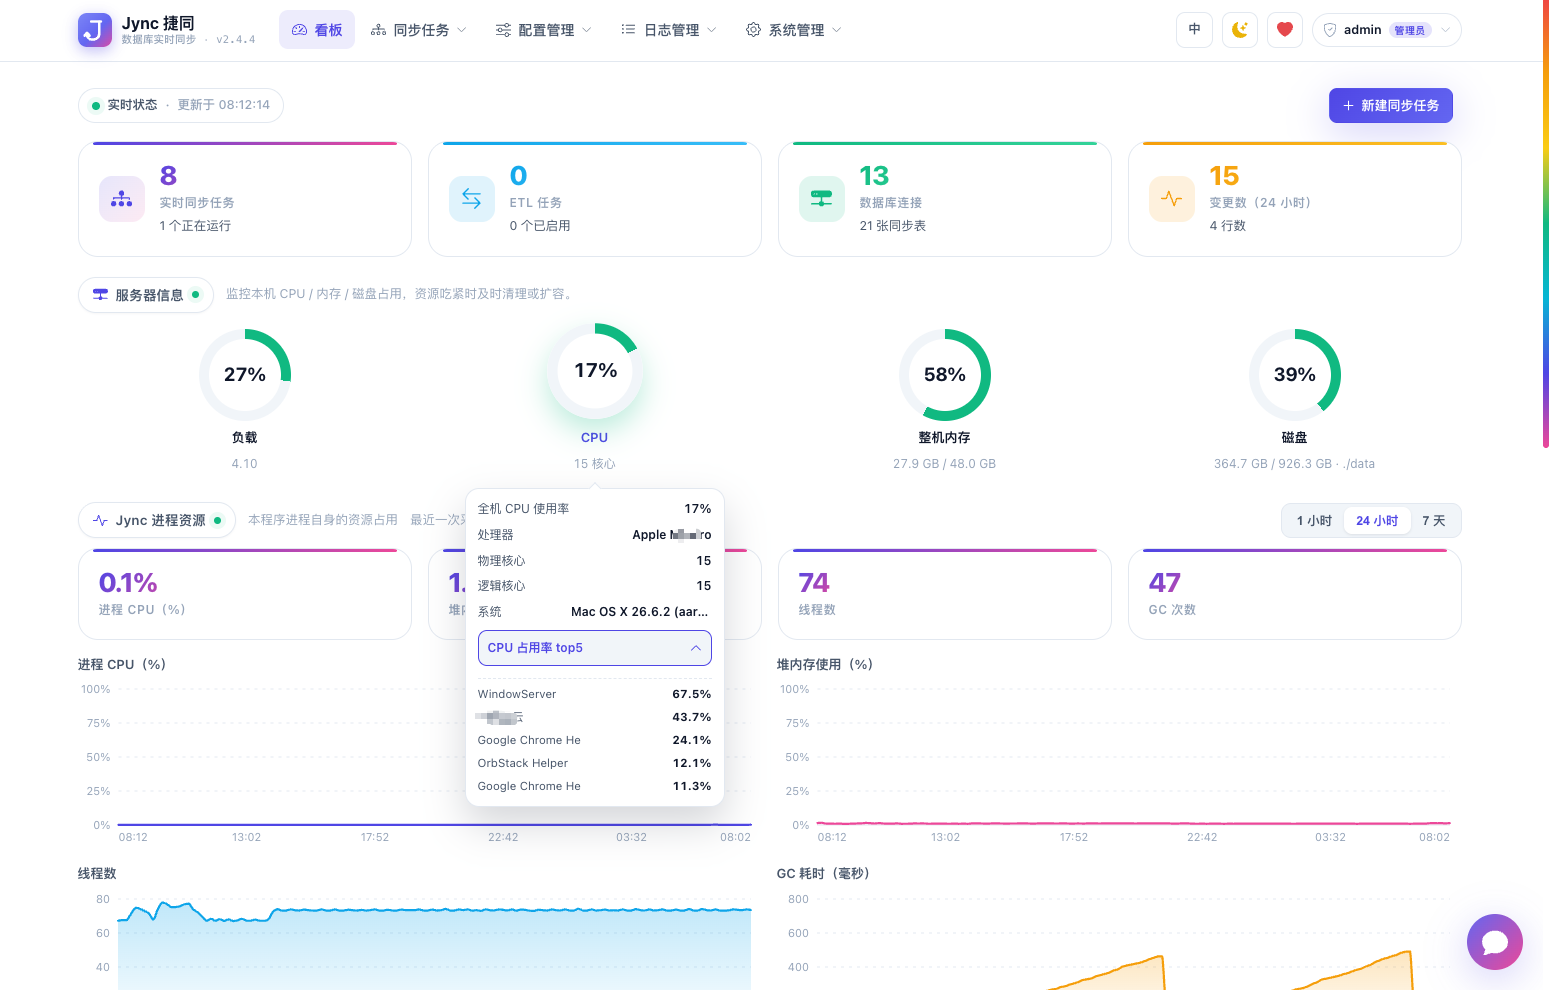 Jync 捷同
数据库实时同步 · v2.4.4
看板
同步任务
配置管理
日志管理
系统管理
中
admin 管理员
实时状态 · 更新于 08:12:14
+ 新建同步任务
8
实时同步任务
1 个正在运行
0
ETL 任务
0 个已启用
13
数据库连接
21 张同步表
15
变更数（24 小时）
4 行数
服务器信息
监控本机 CPU / 内存 / 磁盘占用，资源吃紧时及时清理或扩容。
27%
负载
4.10
17%
CPU
15 核心
58%
整机内存
27.9 GB / 48.0 GB
39%
磁盘
364.7 GB / 926.3 GB · ./data
Jync 进程资源
本程序进程自身的资源占用 最近一次
1 小时
24 小时
7 天
全机 CPU 使用率 17%
处理器 Apple
物理核心 15
逻辑核心 15
系统 Mac OS X 26.6.2 (aar...
CPU 占用率 top5
WindowServer 67.5%
云 43.7%
Google Chrome He 24.1%
OrbStack Helper 12.1%
Google Chrome He 11.3%
0.1%
进程 CPU（%）
1.
堆内
74
线程数
47
GC 次数
进程 CPU（%）
100%
75%
50%
25%
0%
08:12 13:02 17:52 22:42 03:32 08:02
堆内存使用（%）
100%
75%
50%
25%
0%
08:12 13:02 17:52 22:42 03:32 08:02
线程数
80
60
40
GC 耗时（毫秒）
800
600
400